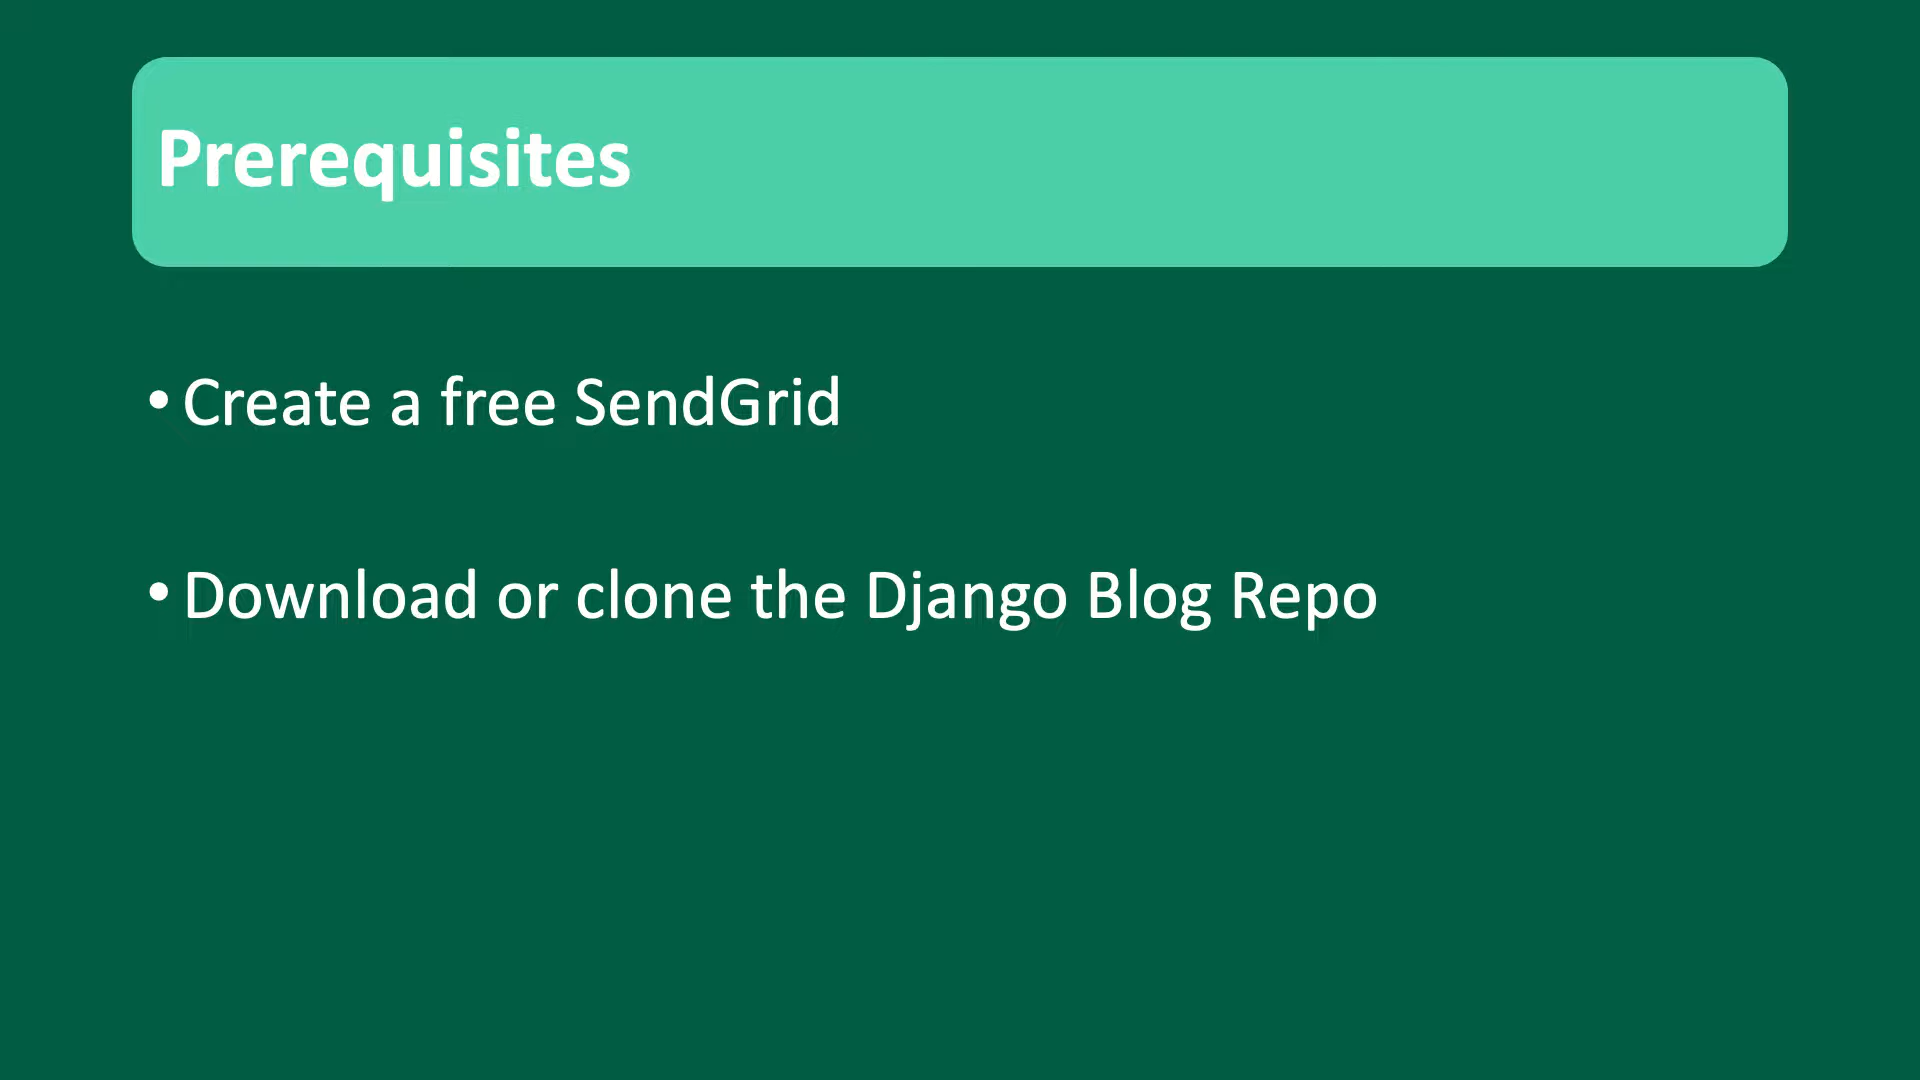 Prerequisites
• Create a free SendGrid
• Download or clone the Django Blog Repo